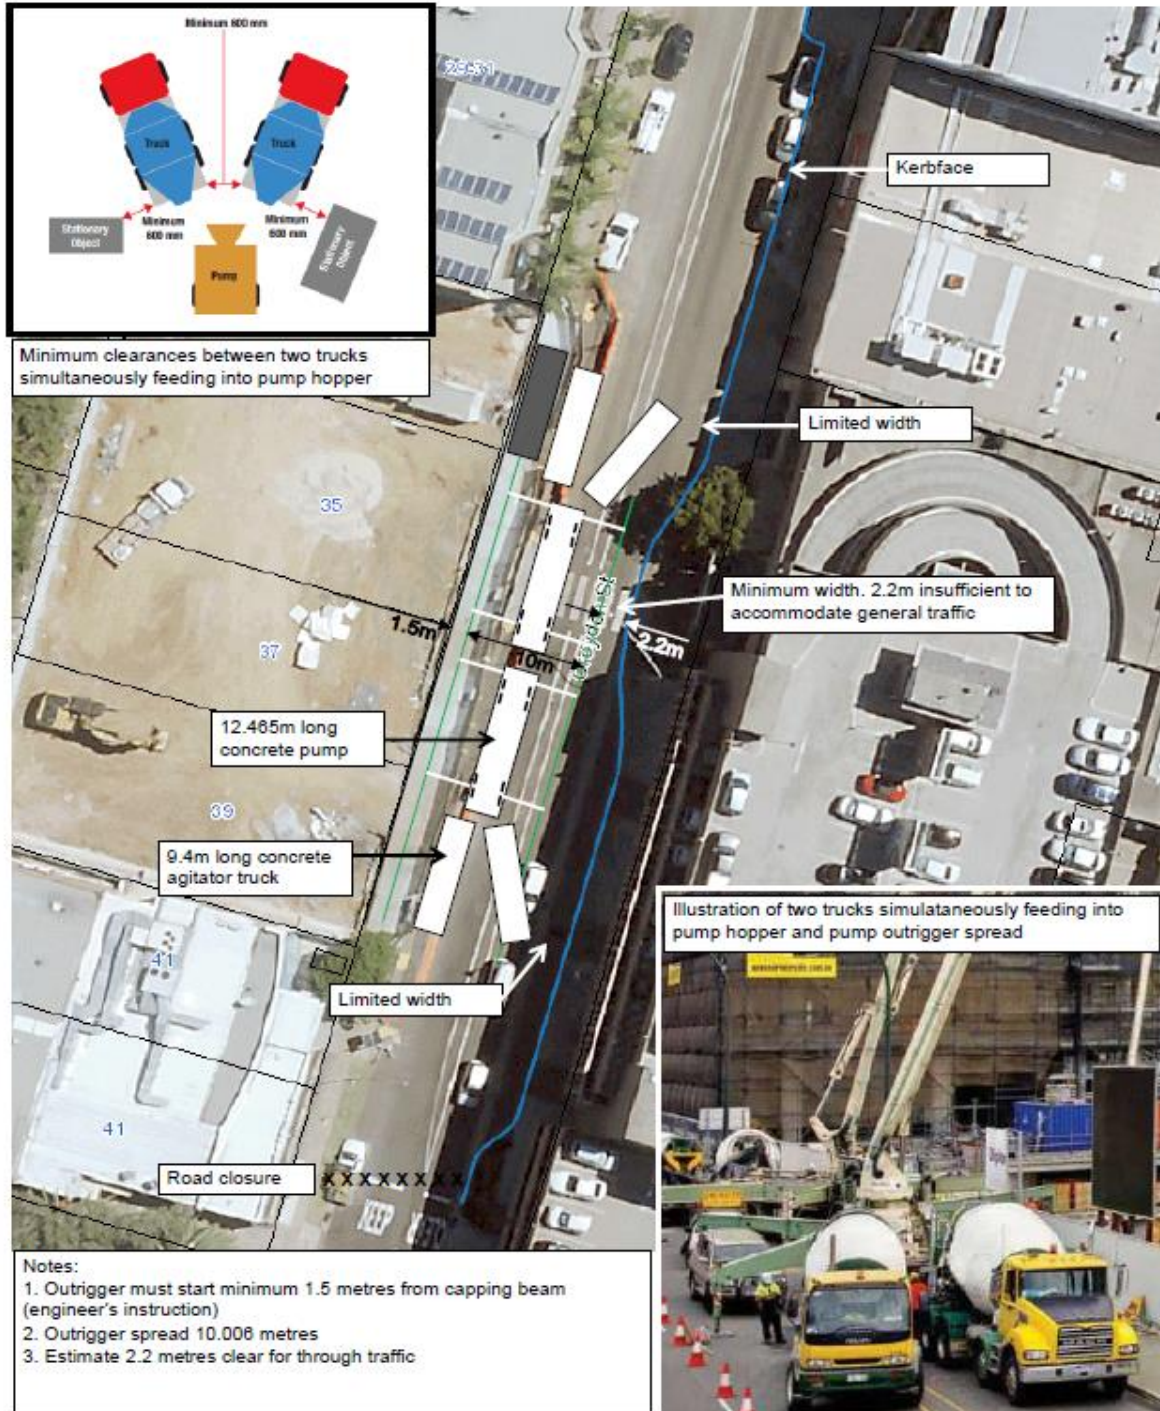 Minimum 600 mm
Truck
Truck
Minimum
600 mm
Minimum
600 mm
Stationary
Object
Stationary
Object
Pump
Minimum clearances between two trucks
simultaneously feeding into pump hopper
29-31
Kerbface
Limited width
35
Minimum width. 2.2m insufficient to
accommodate general traffic
Croydon St
1.5m
10m
2.2m
37
12.465m long
concrete pump
39
9.4m long concrete
agitator truck
41
Limited width
41
Road closure
X X X X X X X X
KEEP
Illustration of two trucks simulataneously feeding into
pump hopper and pump outrigger spread
Notes:
1. Outrigger must start minimum 1.5 metres from capping beam
(engineer's instruction)
2. Outrigger spread 10.006 metres
3. Estimate 2.2 metres clear for through traffic